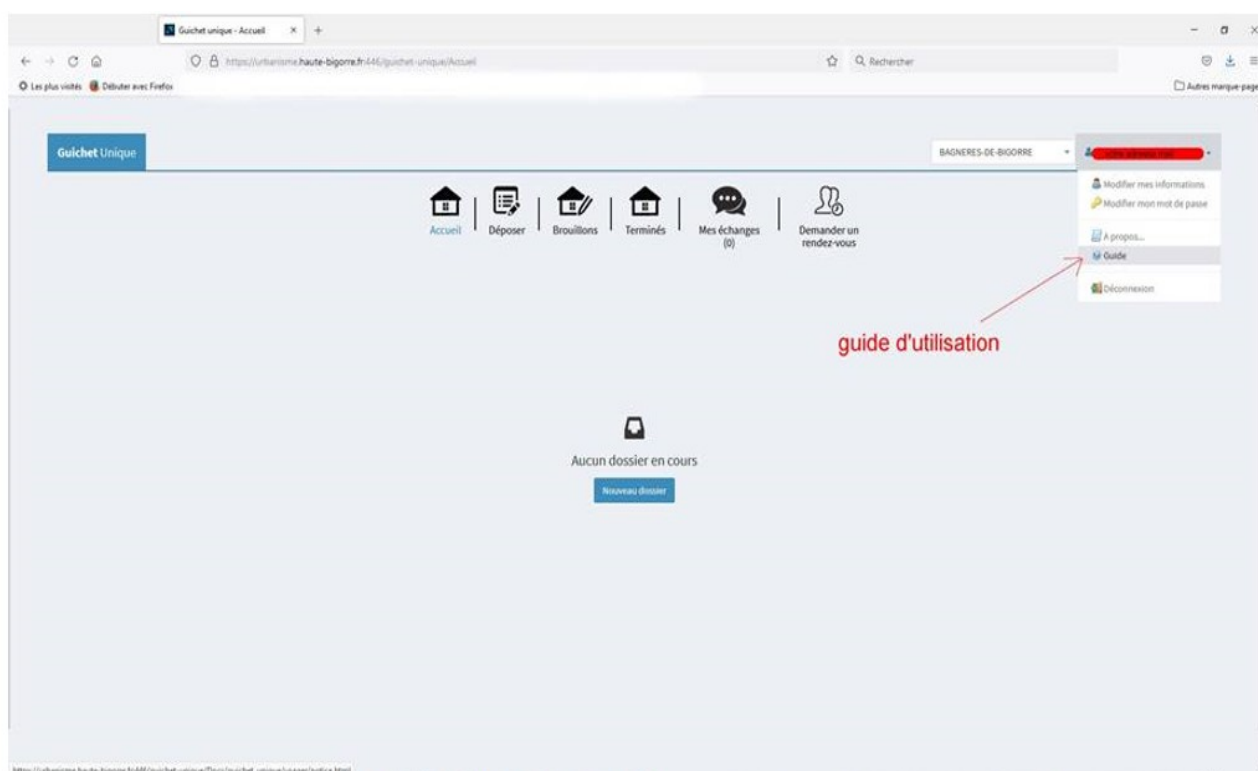 Guichet unique - Accueil
https://urbanisme.haute-bigorre.fr:446/guichet-unique/Accueil
Rechercher
Les plus visités
Débuter avec Firefox
Autres marque-page
Guichet Unique
BAGNERES-DE-BIGORRE
Modifier mes informations
Modifier mon mot de passe
A propos...
Guide
Déconnexion
Accueil
Déposer
Brouillons
Terminés
Mes échanges
(0)
Demander un
rendez-vous
guide d'utilisation
Aucun dossier en cours
Nouveau dossier